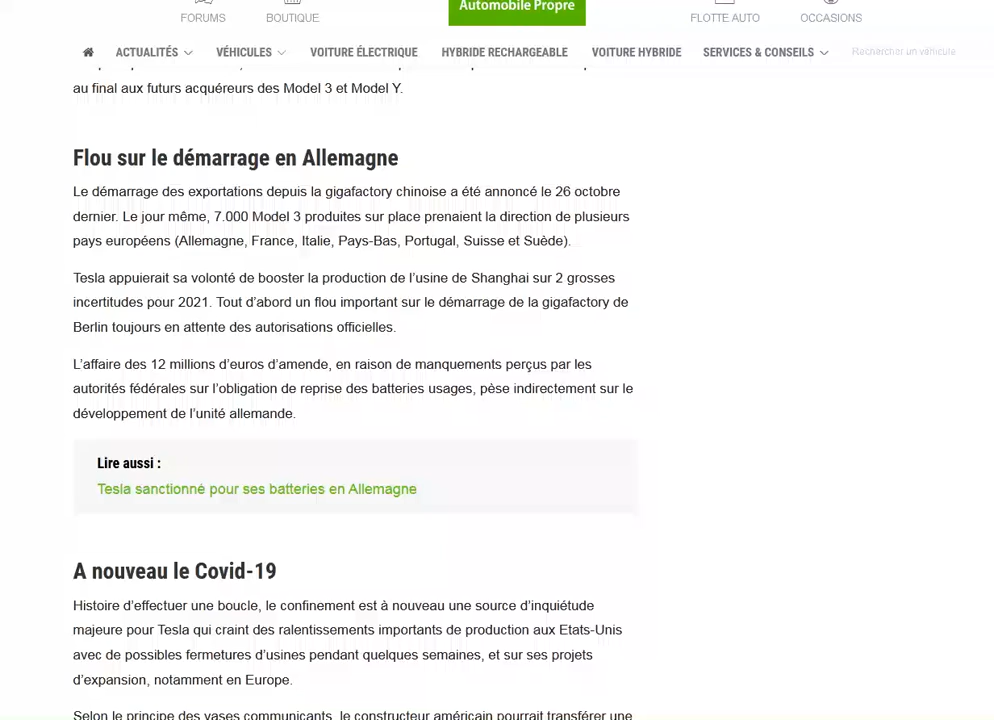 Automobile Propre
FORUMS
BOUTIQUE
FLOTTE AUTO
OCCASIONS
ACTUALITÉS
VÉHICULES
VOITURE ÉLECTRIQUE
HYBRIDE RECHARGEABLE
VOITURE HYBRIDE
SERVICES & CONSEILS
Rechercher un véhicule
au final aux futurs acquéreurs des Model 3 et Model Y.
Flou sur le démarrage en Allemagne
Le démarrage des exportations depuis la gigafactory chinoise a été annoncé le 26 octobre
dernier. Le jour même, 7.000 Model 3 produites sur place prenaient la direction de plusieurs
pays européens (Allemagne, France, Italie, Pays-Bas, Portugal, Suisse et Suède).
Tesla appuierait sa volonté de booster la production de l’usine de Shanghai sur 2 grosses
incertitudes pour 2021. Tout d’abord un flou important sur le démarrage de la gigafactory de
Berlin toujours en attente des autorisations officielles.
L’affaire des 12 millions d’euros d’amende, en raison de manquements perçus par les
autorités fédérales sur l’obligation de reprise des batteries usages, pèse indirectement sur le
développement de l’unité allemande.
Lire aussi :
Tesla sanctionné pour ses batteries en Allemagne
A nouveau le Covid-19
Histoire d’effectuer une boucle, le confinement est à nouveau une source d’inquiétude
majeure pour Tesla qui craint des ralentissements importants de production aux Etats-Unis
avec de possibles fermetures d’usines pendant quelques semaines, et sur ses projets
d’expansion, notamment en Europe.
Selon le principe des vases communicants, le constructeur américain pourrait transférer une